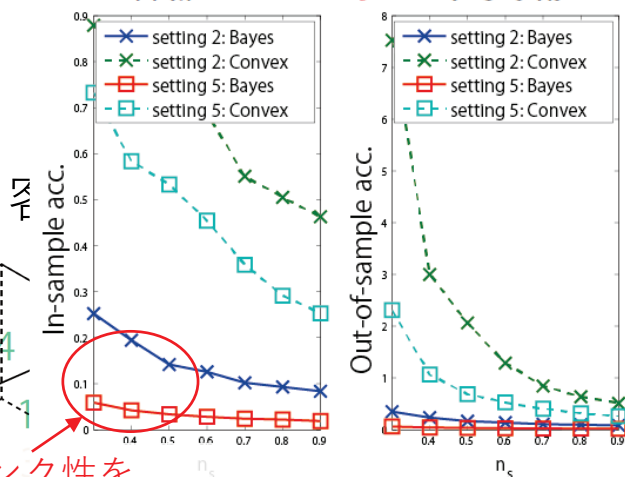 0.9
0.8
0.7
0.6
0.5
0.4
0.3
0.2
0.1
0
In-sample acc.
setting 2: Bayes
setting 2: Convex
setting 5: Bayes
setting 5: Convex
0.4 0.5 0.6 0.7 0.8 0.9
n_s
8
7
6
5
4
3
2
1
0
Out-of-sample acc.
setting 2: Bayes
setting 2: Convex
setting 5: Bayes
setting 5: Convex
0.4 0.5 0.6 0.7 0.8 0.9
n_s
4
1
ンク性を